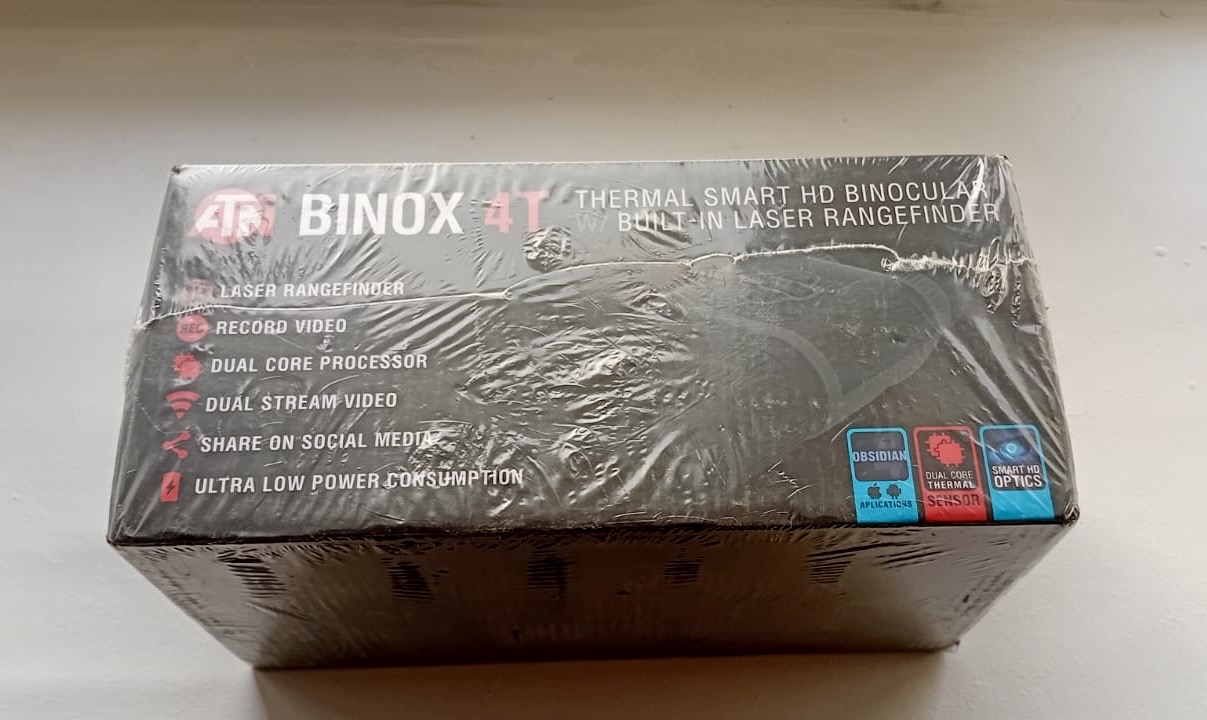 ATN BINOX 4T
THERMAL SMART HD BINOCULAR
W/ BUILT-IN LASER RANGEFINDER
LASER RANGEFINDER
REC RECORD VIDEO
DUAL CORE PROCESSOR
DUAL STREAM VIDEO
SHARE ON SOCIAL MEDIA
ULTRA LOW POWER CONSUMPTION
OBSIDIAN
APLICATIONS
DUAL CORE
THERMAL
SENSOR
SMART HD
OPTICS